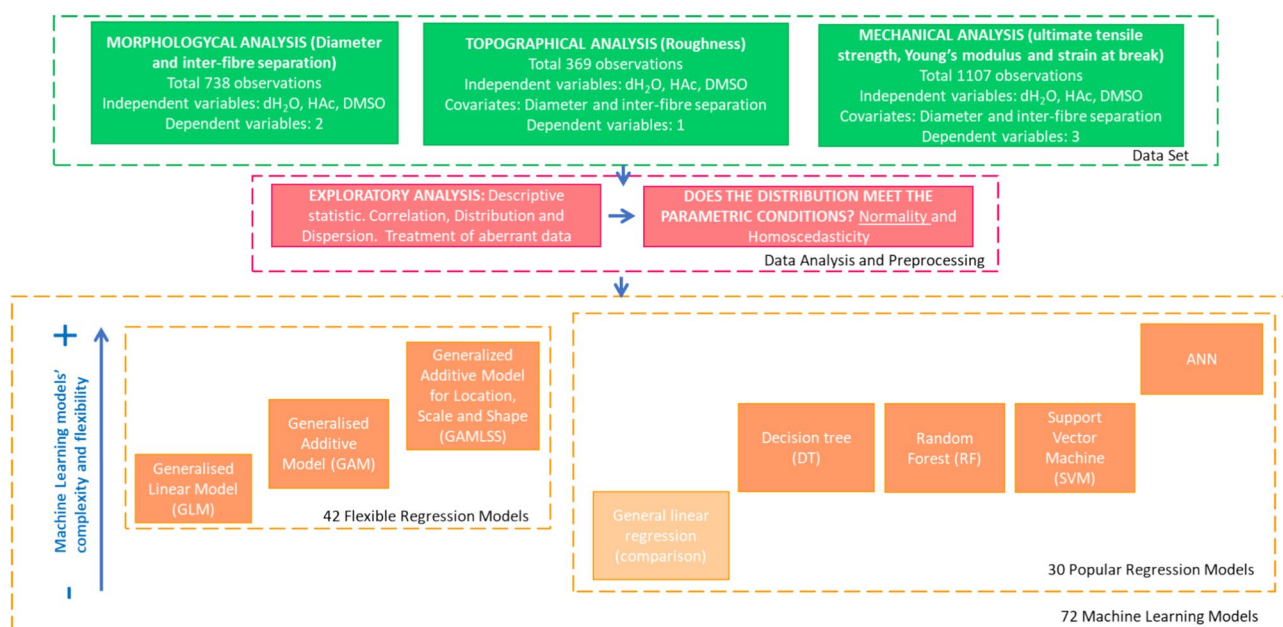 MORPHOLOGYCAL ANALYSIS (Diameter
and inter-fibre separation)
Total 738 observations
Independent variables: dH₂O, HAc, DMSO
Dependent variables: 2
TOPOGRAPHICAL ANALYSIS (Roughness)
Total 369 observations
Independent variables: dH₂O, HAc, DMSO
Covariates: Diameter and inter-fibre separation
Dependent variables: 1
MECHANICAL ANALYSIS (ultimate tensile
strength, Young's modulus and strain at break)
Total 1107 observations
Independent variables: dH₂O, HAc, DMSO
Covariates: Diameter and inter-fibre separation
Dependent variables: 3
Data Set
EXPLORATORY ANALYSIS: Descriptive
statistic. Correlation, Distribution and
Dispersion. Treatment of aberrant data
DOES THE DISTRIBUTION MEET THE
PARAMETRIC CONDITIONS? Normality and
Homoscedasticity
Data Analysis and Preprocessing
+
Machine Learning models'
complexity and flexibility
-
Generalised
Linear Model
(GLM)
Generalised
Additive
Model (GAM)
Generalized
Additive Model
for Location,
Scale and Shape
(GAMLSS)
42 Flexible Regression Models
General linear
regression
(comparison)
Decision tree
(DT)
Random
Forest (RF)
Support
Vector
Machine
(SVM)
ANN
30 Popular Regression Models
72 Machine Learning Models